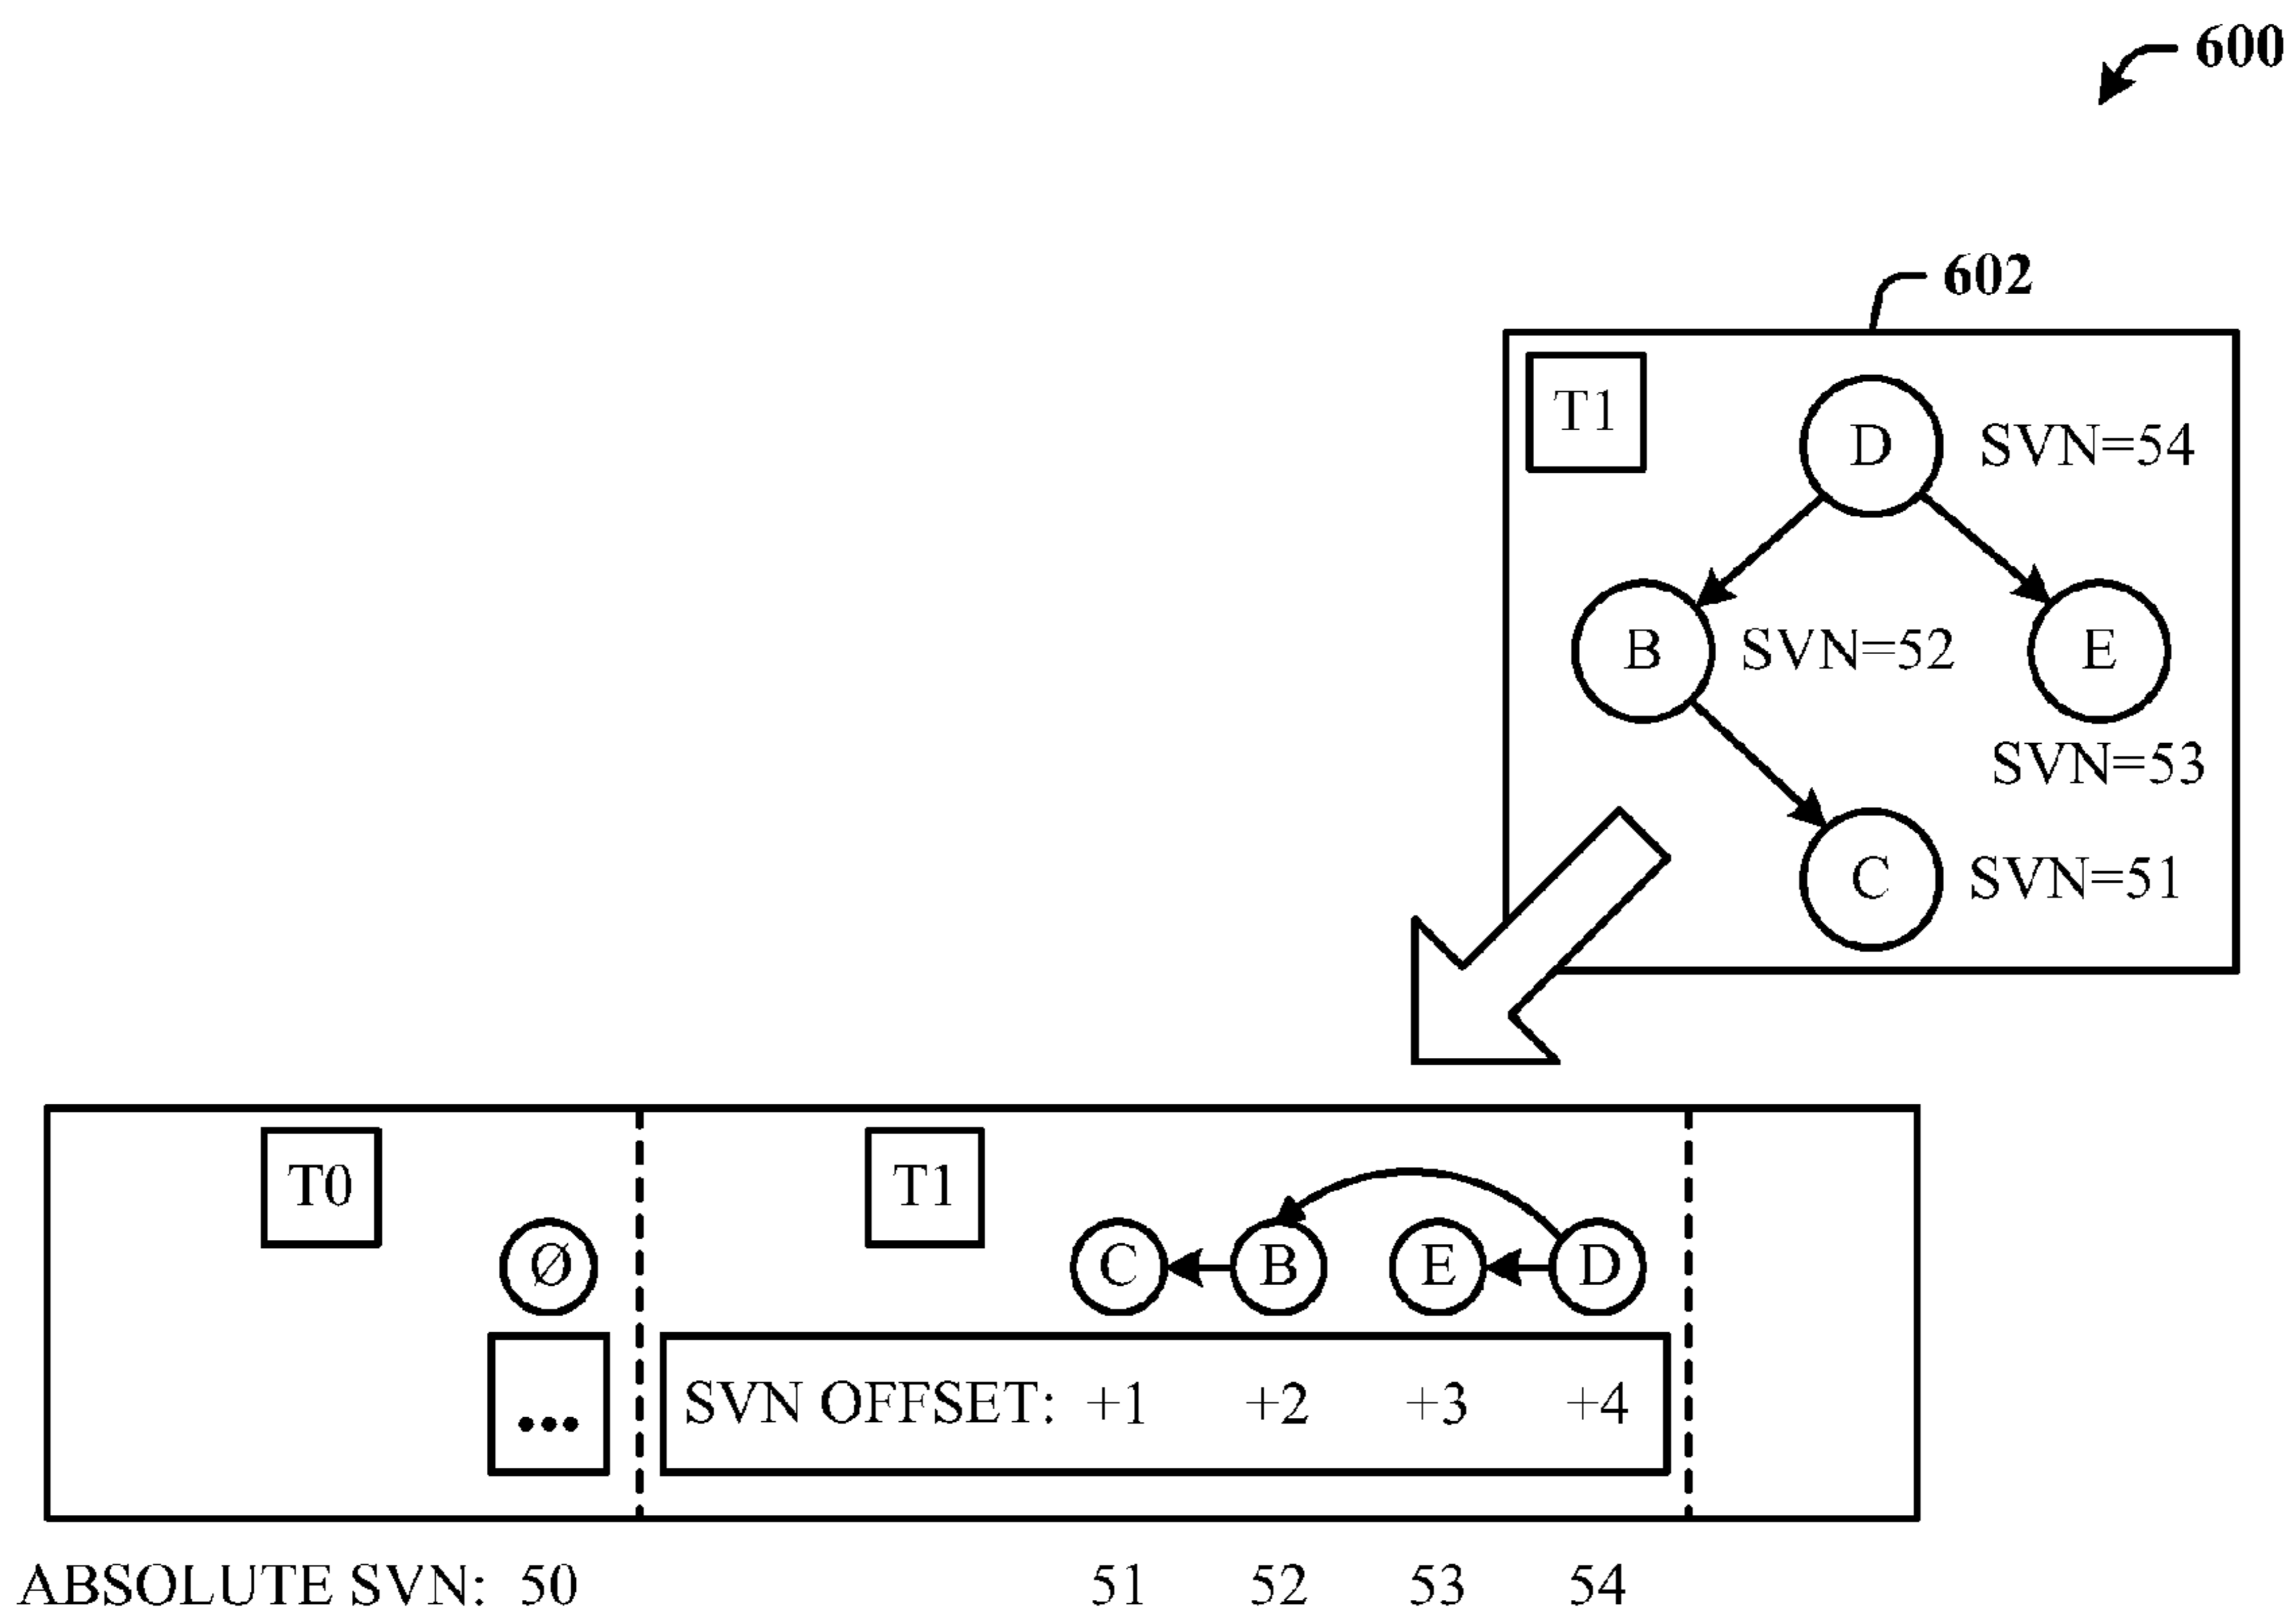 600
602
T1
D SVN=54
B SVN=52 E
SVN=53
C SVN=51
T0 T1
Ø C B E D
... SVN OFFSET: +1 +2 +3 +4
ABSOLUTE SVN: 50 51 52 53 54